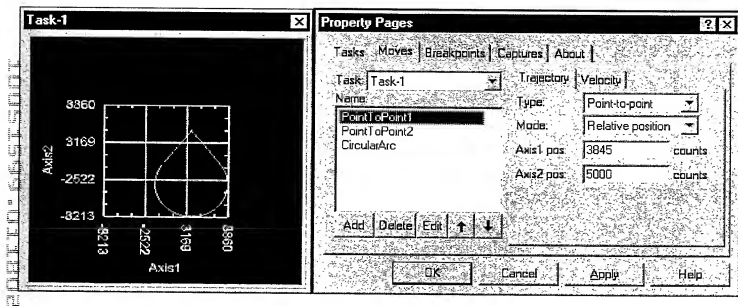 Task-1
3860
3169
-2522
-3213
Axis2
-3213
-2522
3169
3860
Axis1
Property Pages
Tasks Moves Breakpoints Captures About
Task: Task-1
Name:
PointToPoint1
PointToPoint2
CircularArc
Add Delete Edit
Trajectory Velocity
Type: Point-to-point
Mode: Relative position
Axis1 pos: 3845 counts
Axis2 pos: 5000 counts
OK Cancel Apply Help